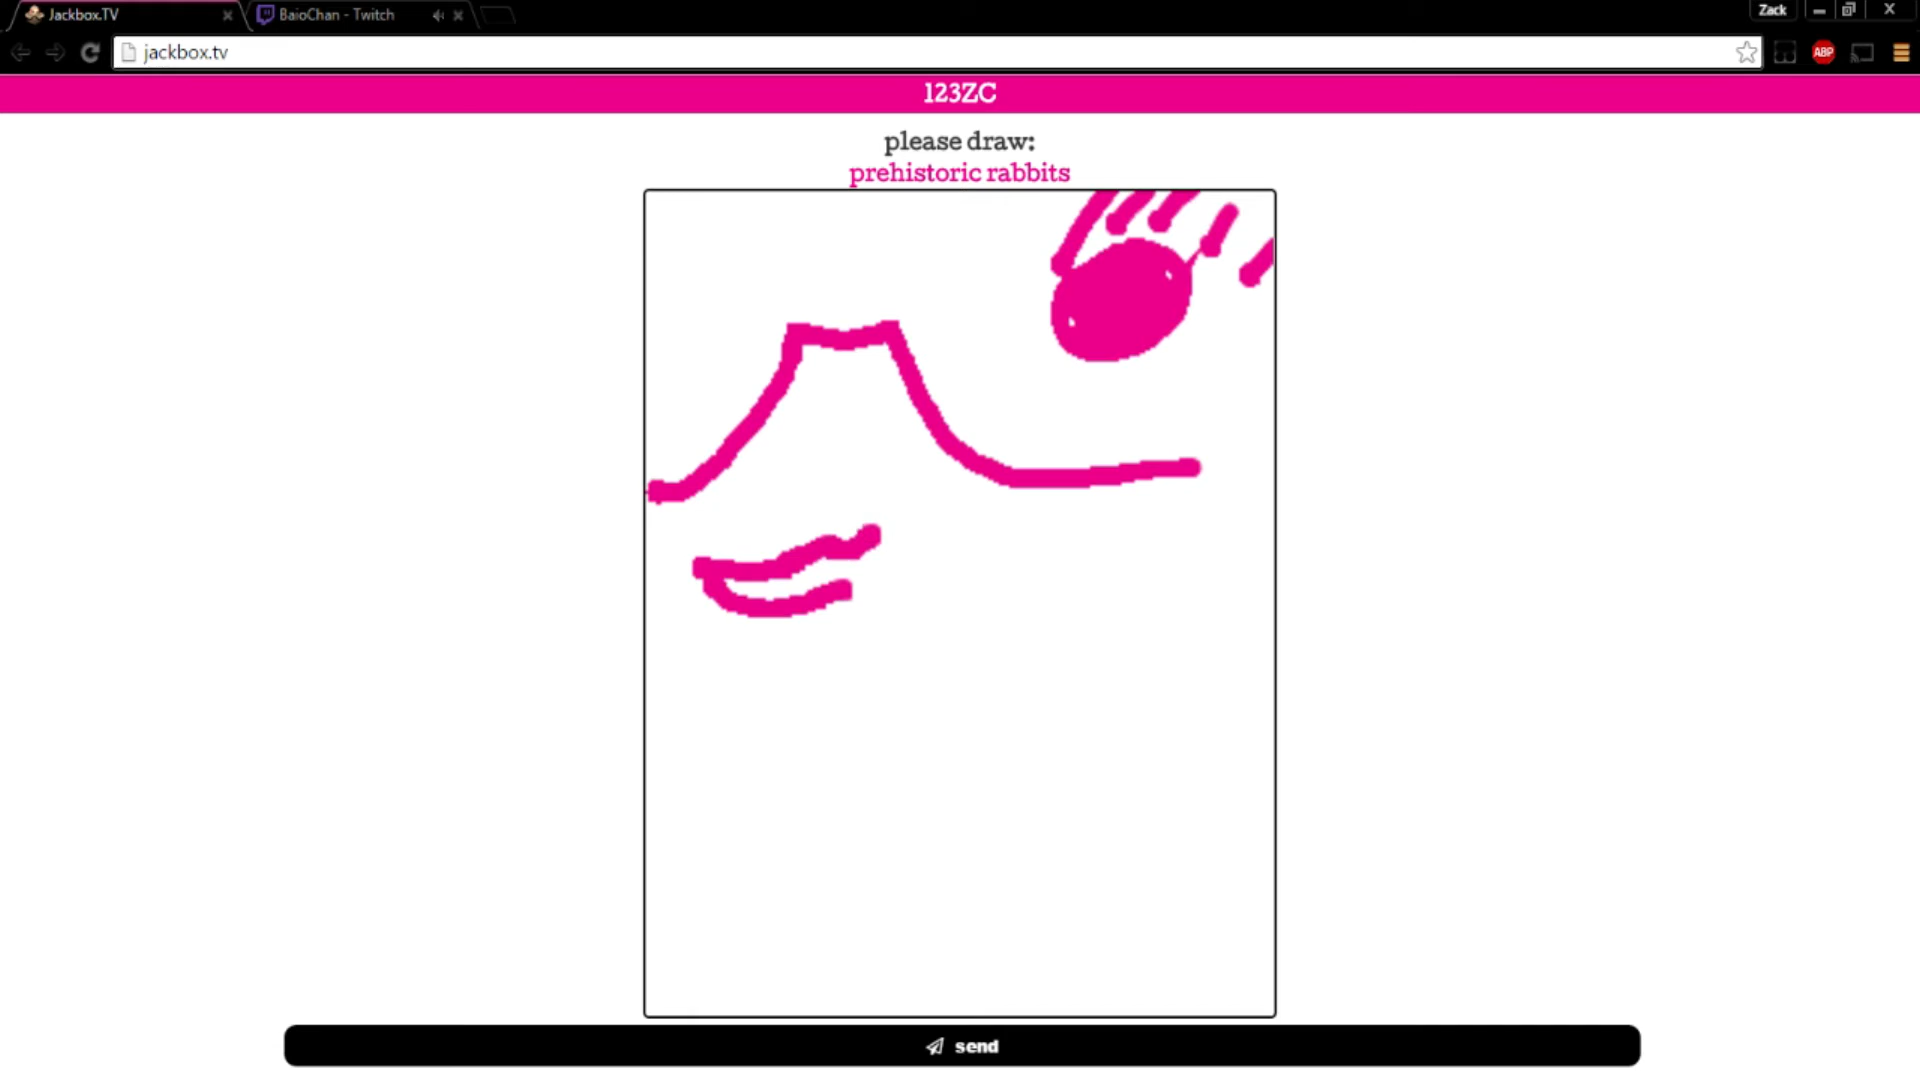 Jackbox.TV
BaioChan - Twitch
Zack
jackbox.tv
ABP
123ZC
please draw:
prehistoric rabbits
send